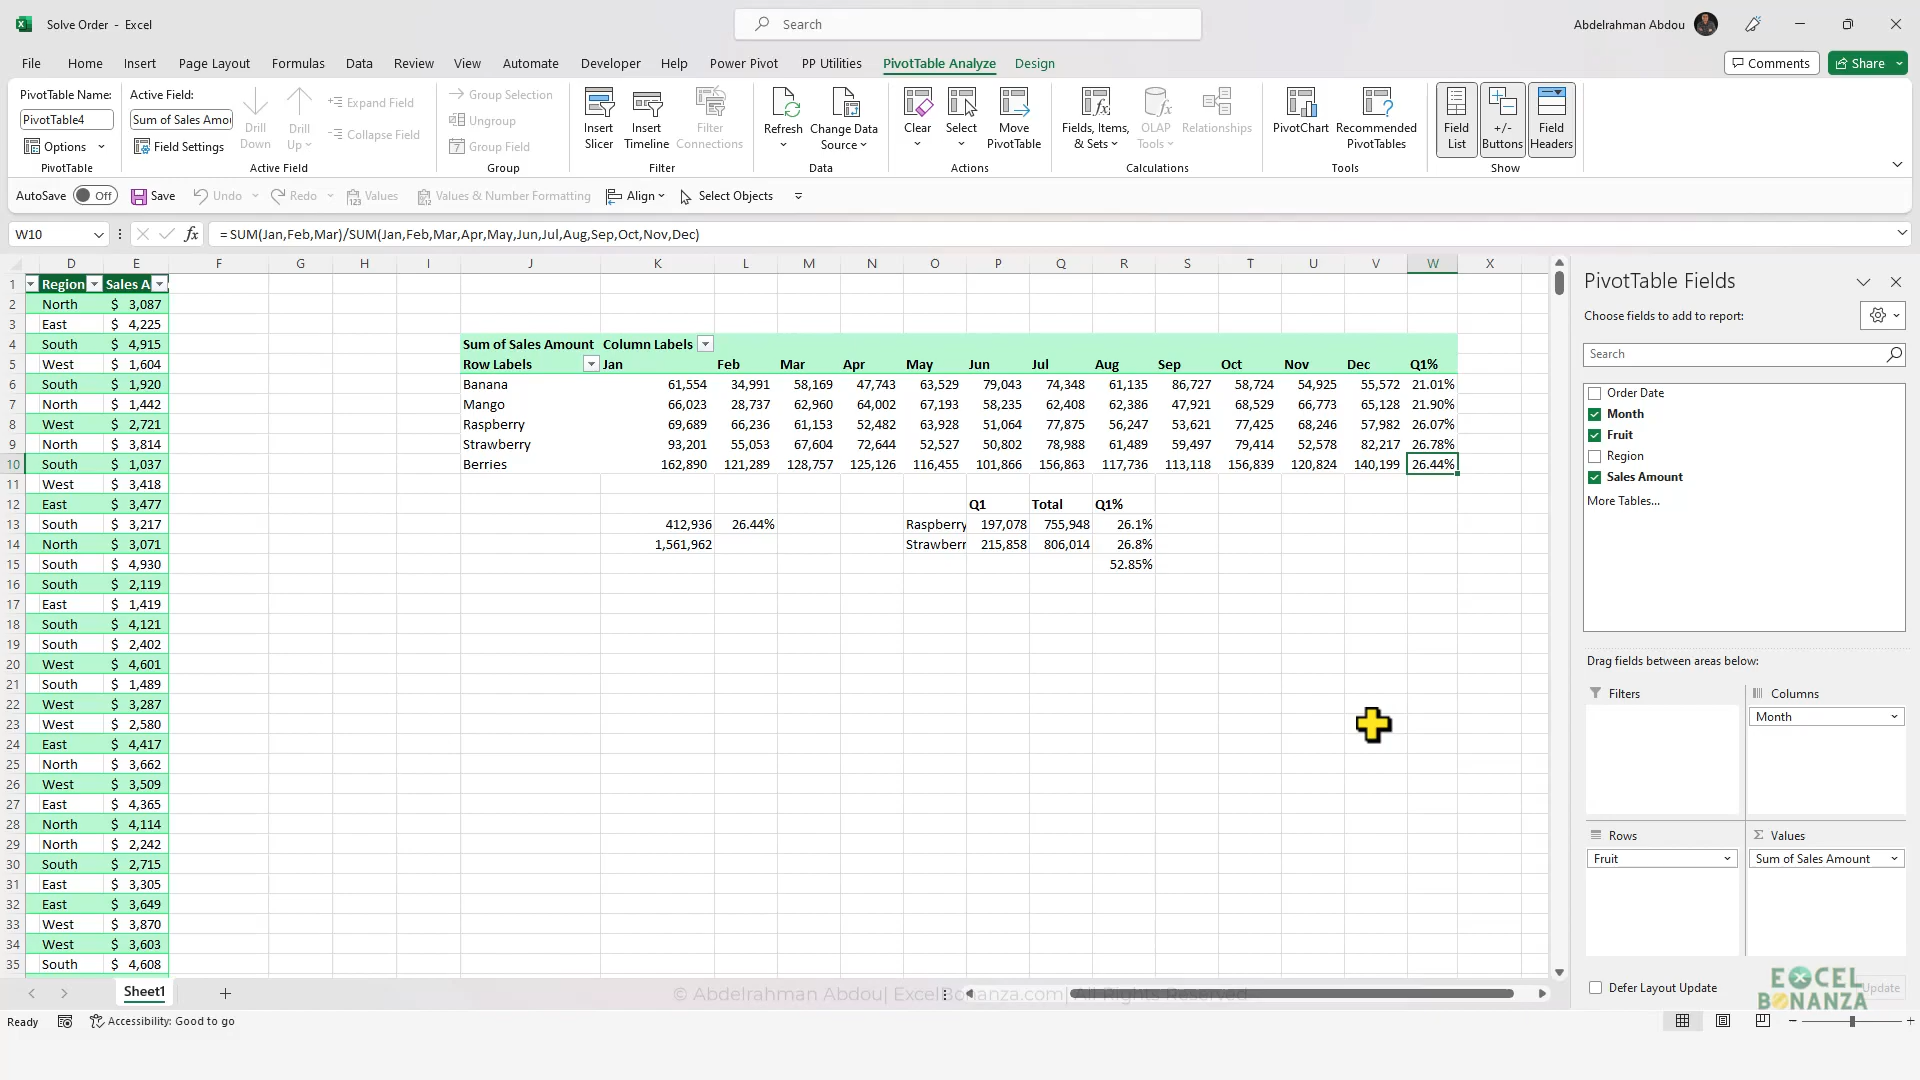 Solve Order - Excel
Search
Abdelrahman Abdou
File Home Insert Page Layout Formulas Data Review View Automate Developer Help Power Pivot PP Utilities PivotTable Analyze Design
Comments Share
PivotTable Name:
PivotTable4
Options
PivotTable
Active Field:
Sum of Sales Amou
Field Settings
Drill Down
Drill Up
Expand Field
Collapse Field
Active Field
Group Selection
Ungroup
Group Field
Group
Insert Slicer
Insert Timeline
Filter Connections
Filter
Refresh
Change Data Source
Data
Clear
Select
Move PivotTable
Actions
Fields, Items, & Sets
OLAP Tools
Relationships
Calculations
PivotChart
Recommended PivotTables
Tools
Field List
+/- Buttons
Field Headers
Show
AutoSave Off Save Undo Redo Values Values & Number Formatting Align Select Objects
W10 fx =SUM(Jan,Feb,Mar)/SUM(Jan,Feb,Mar,Apr,May,Jun,Jul,Aug,Sep,Oct,Nov,Dec)
D E F G H I J K L M N O P Q R S T U V W X
1 Region Sales A
2 North $ 3,087
3 East $ 4,225
4 South $ 4,915 Sum of Sales Amount Column Labels
5 West $ 1,604 Row Labels Jan Feb Mar Apr May Jun Jul Aug Sep Oct Nov Dec Q1%
6 South $ 1,920 Banana 61,554 34,991 58,169 47,743 63,529 79,043 74,348 61,135 86,727 58,724 54,925 55,572 21.01%
7 North $ 1,442 Mango 66,023 28,737 62,960 64,002 67,193 58,235 62,408 62,386 47,921 68,529 66,773 65,128 21.90%
8 West $ 2,721 Raspberry 69,689 66,236 61,153 52,482 63,928 51,064 77,875 56,247 53,621 77,425 68,246 57,982 26.07%
9 North $ 3,814 Strawberry 93,201 55,053 67,604 72,644 52,527 50,802 78,988 61,489 59,497 79,414 52,578 82,217 26.78%
10 South $ 1,037 Berries 162,890 121,289 128,757 125,126 116,455 101,866 156,863 117,736 113,118 156,839 120,824 140,199 26.44%
11 West $ 3,418
12 East $ 3,477 Q1 Total Q1%
13 South $ 3,217 412,936 26.44% Raspberry 197,078 755,948 26.1%
14 North $ 3,071 1,561,962 Strawberr 215,858 806,014 26.8%
15 South $ 4,930 52.85%
16 South $ 2,119
17 East $ 1,419
18 South $ 4,121
19 South $ 2,402
20 West $ 4,601
21 South $ 1,489
22 West $ 3,287
23 West $ 2,580
24 East $ 4,417
25 North $ 3,662
26 West $ 3,509
27 East $ 4,365
28 North $ 4,114
29 North $ 2,242
30 South $ 2,715
31 East $ 3,305
32 East $ 3,649
33 West $ 3,870
34 West $ 3,603
35 South $ 4,608
PivotTable Fields
Choose fields to add to report:
Search
Order Date
Month
Fruit
Region
Sales Amount
More Tables...
Drag fields between areas below:
Filters
Columns
Month
Rows
Fruit
Values
Sum of Sales Amount
Defer Layout Update
Update
EXCEL
BONANZA
Sheet1
© Abdelrahman Abdou| ExcelBonanza.com| All Rights Reserved
Ready Accessibility: Good to go